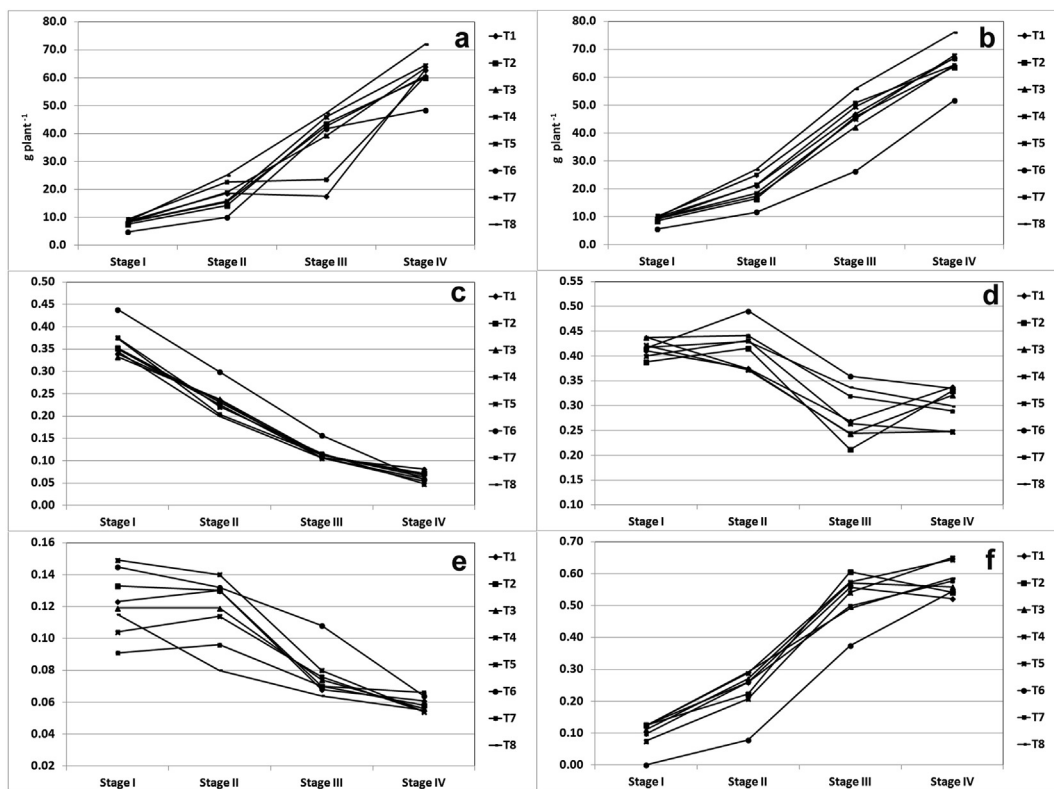 a
80.0
70.0
60.0
50.0
40.0
30.0
20.0
10.0
0.0
g plant -1
Stage I Stage II Stage III Stage IV
T1
T2
T3
T4
T5
T6
T7
T8
b
80.0
70.0
60.0
50.0
40.0
30.0
20.0
10.0
0.0
g plant -1
Stage I Stage II Stage III Stage IV
T1
T2
T3
T4
T5
T6
T7
T8
c
0.50
0.45
0.40
0.35
0.30
0.25
0.20
0.15
0.10
0.05
0.00
Stage I Stage II Stage III Stage IV
T1
T2
T3
T4
T5
T6
T7
T8
d
0.55
0.50
0.45
0.40
0.35
0.30
0.25
0.20
0.15
0.10
Stage I Stage II Stage III Stage IV
T1
T2
T3
T4
T5
T6
T7
T8
e
0.16
0.14
0.12
0.10
0.08
0.06
0.04
0.02
Stage I Stage II Stage III Stage IV
T1
T2
T3
T4
T5
T6
T7
T8
f
0.70
0.60
0.50
0.40
0.30
0.20
0.10
0.00
Stage I Stage II Stage III Stage IV
T1
T2
T3
T4
T5
T6
T7
T8